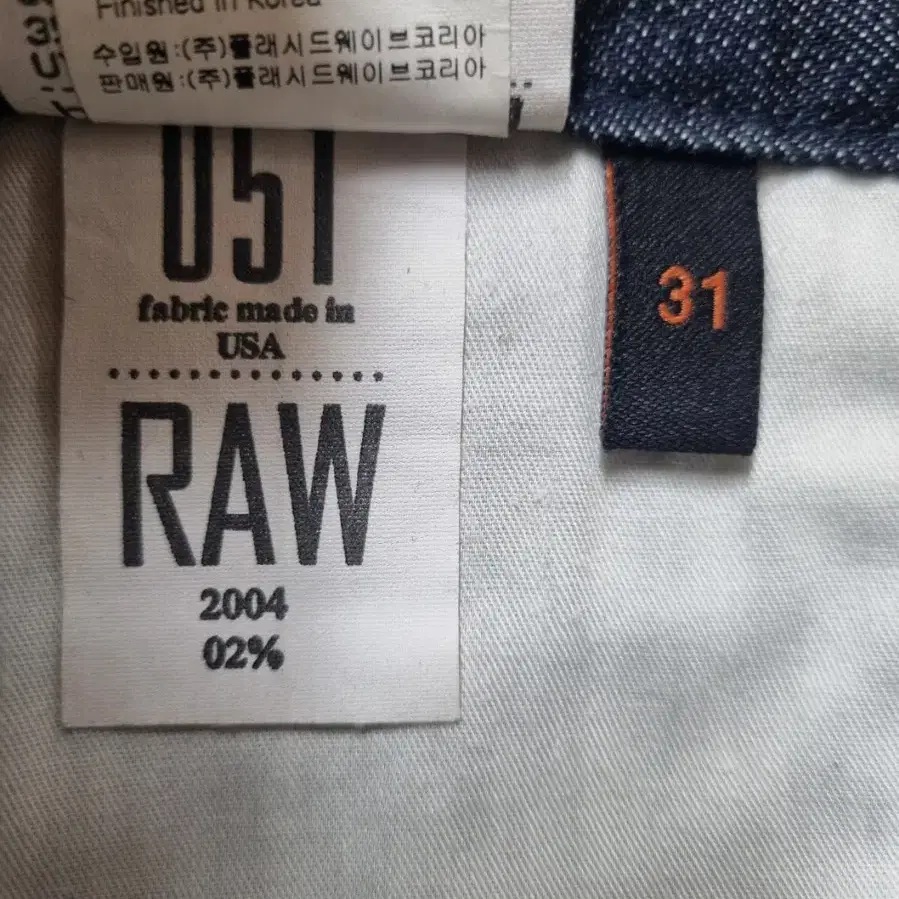 Finished in Korea
수입원:(주)플래시드웨이브코리아
판매원:(주)플래시드웨이브코리아
fabric made in
USA
RAW
2004
02%
31